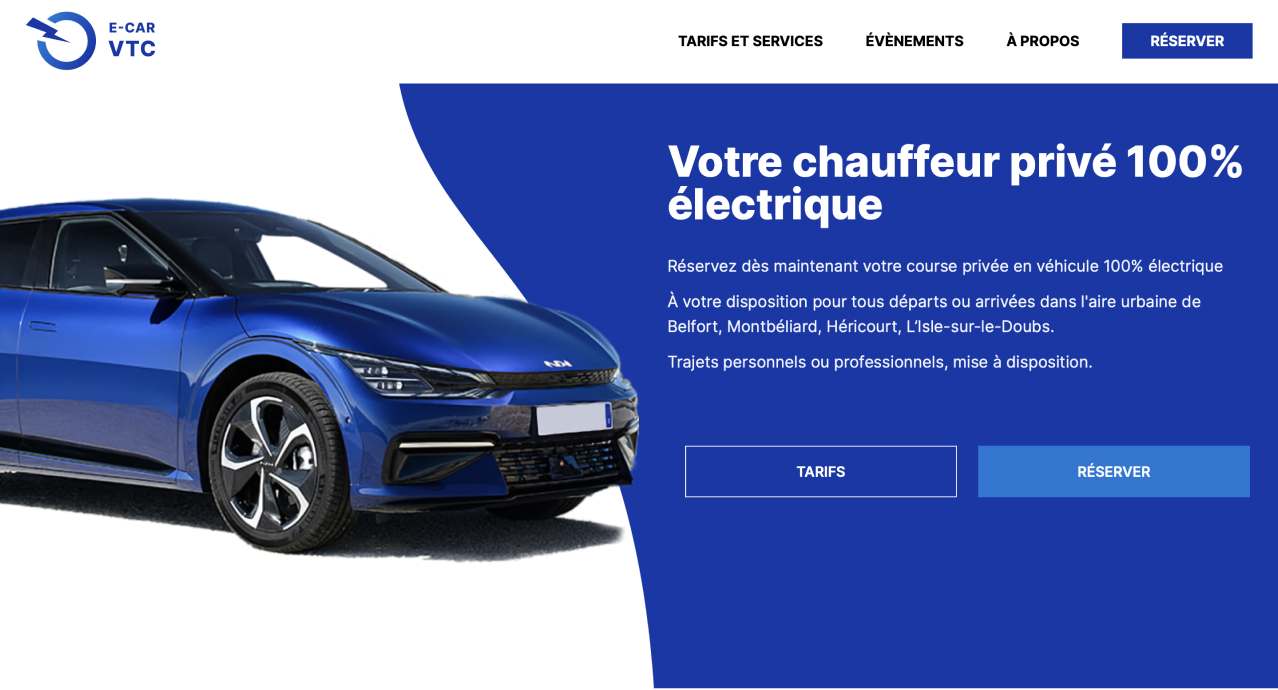 E-CAR
VTC
TARIFS ET SERVICES
ÉVÈNEMENTS
À PROPOS
RÉSERVER
Votre chauffeur privé 100%
électrique
Réservez dès maintenant votre course privée en véhicule 100% électrique
À votre disposition pour tous départs ou arrivées dans l'aire urbaine de
Belfort, Montbéliard, Héricourt, L’Isle-sur-le-Doubs.
Trajets personnels ou professionnels, mise à disposition.
TARIFS
RÉSERVER